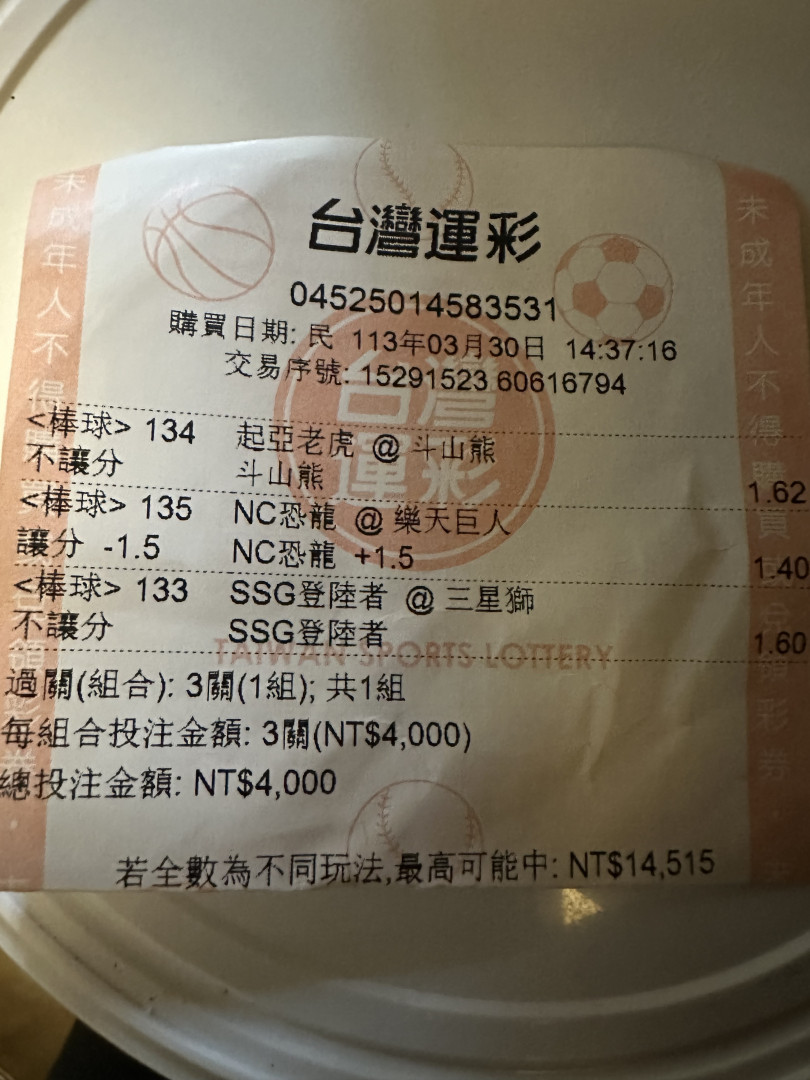 台灣運彩
04525014583531
購買日期: 民 113年03月30日 14:37:16
交易序號: 15291523 60616794
<棒球> 134 起亞老虎 @ 斗山熊
不讓分 斗山熊 1.62
<棒球> 135 NC恐龍 @ 樂天巨人
讓分 -1.5 NC恐龍 +1.5 1.40
<棒球> 133 SSG登陸者 @ 三星獅
不讓分 SSG登陸者 1.60
TAIWAN SPORTS LOTTERY
過關(組合): 3關(1組); 共1組
每組合投注金額: 3關(NT$4,000)
總投注金額: NT$4,000
若全數為不同玩法,最高可能中: NT$14,515
台灣運彩
未成年人不得
未成年人不得購買
彩券